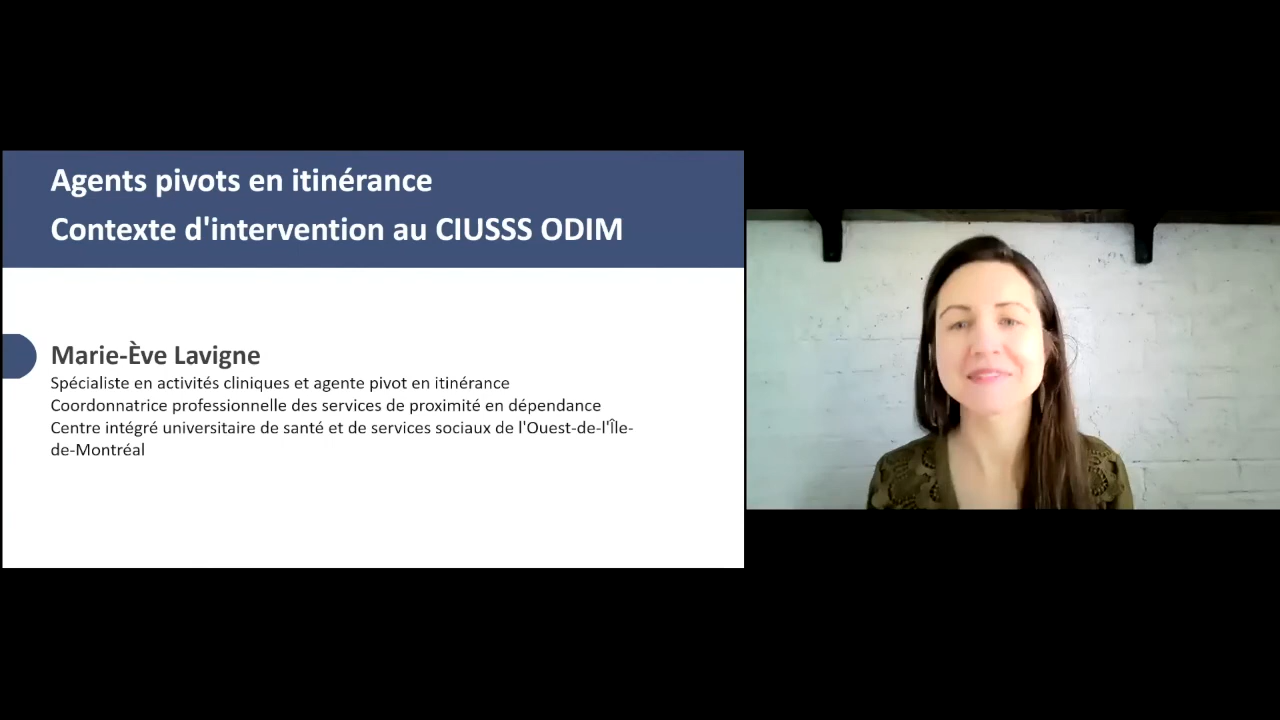 Agents pivots en itinérance
Contexte d'intervention au CIUSSS ODIM
Marie-Ève Lavigne
Spécialiste en activités cliniques et agente pivot en itinérance
Coordonnatrice professionnelle des services de proximité en dépendance
Centre intégré universitaire de santé et de services sociaux de l'Ouest-de-l'Île-
de-Montréal